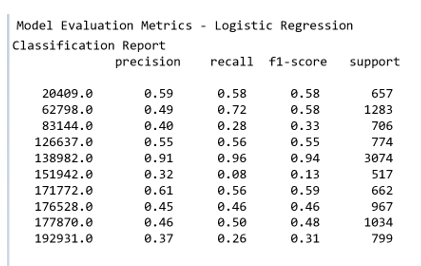 Model Evaluation Metrics - Logistic Regression
Classification Report
precision recall f1-score support
20409.0 0.59 0.58 0.58 657
62798.0 0.49 0.72 0.58 1283
83144.0 0.40 0.28 0.33 706
126637.0 0.55 0.56 0.55 774
138982.0 0.91 0.96 0.94 3074
151942.0 0.32 0.08 0.13 517
171772.0 0.61 0.56 0.59 662
176528.0 0.45 0.46 0.46 967
177870.0 0.46 0.50 0.48 1034
192931.0 0.37 0.26 0.31 799